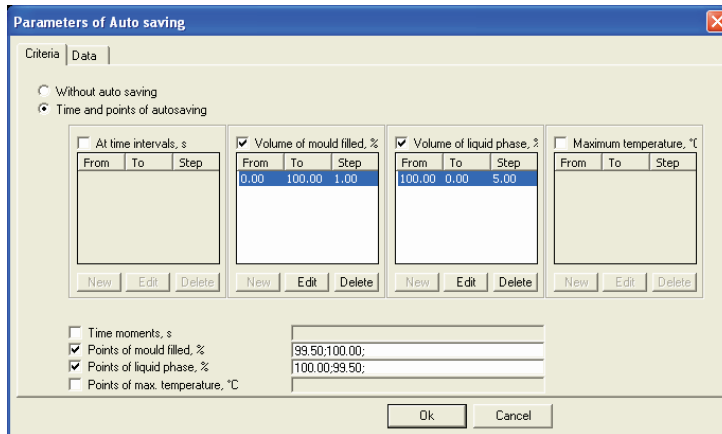 Parameters of Auto saving
Criteria Data
Without auto saving
Time and points of autosaving
At time intervals, s
From To Step
New Edit Delete
Volume of mould filled, %
From To Step
0.00 100.00 1.00
New Edit Delete
Volume of liquid phase, %
From To Step
100.00 0.00 5.00
New Edit Delete
Maximum temperature, °C
From To Step
New Edit Delete
Time moments, s
Points of mould filled, % 99.50;100.00;
Points of liquid phase, % 100.00;99.50;
Points of max. temperature, °C
Ok Cancel